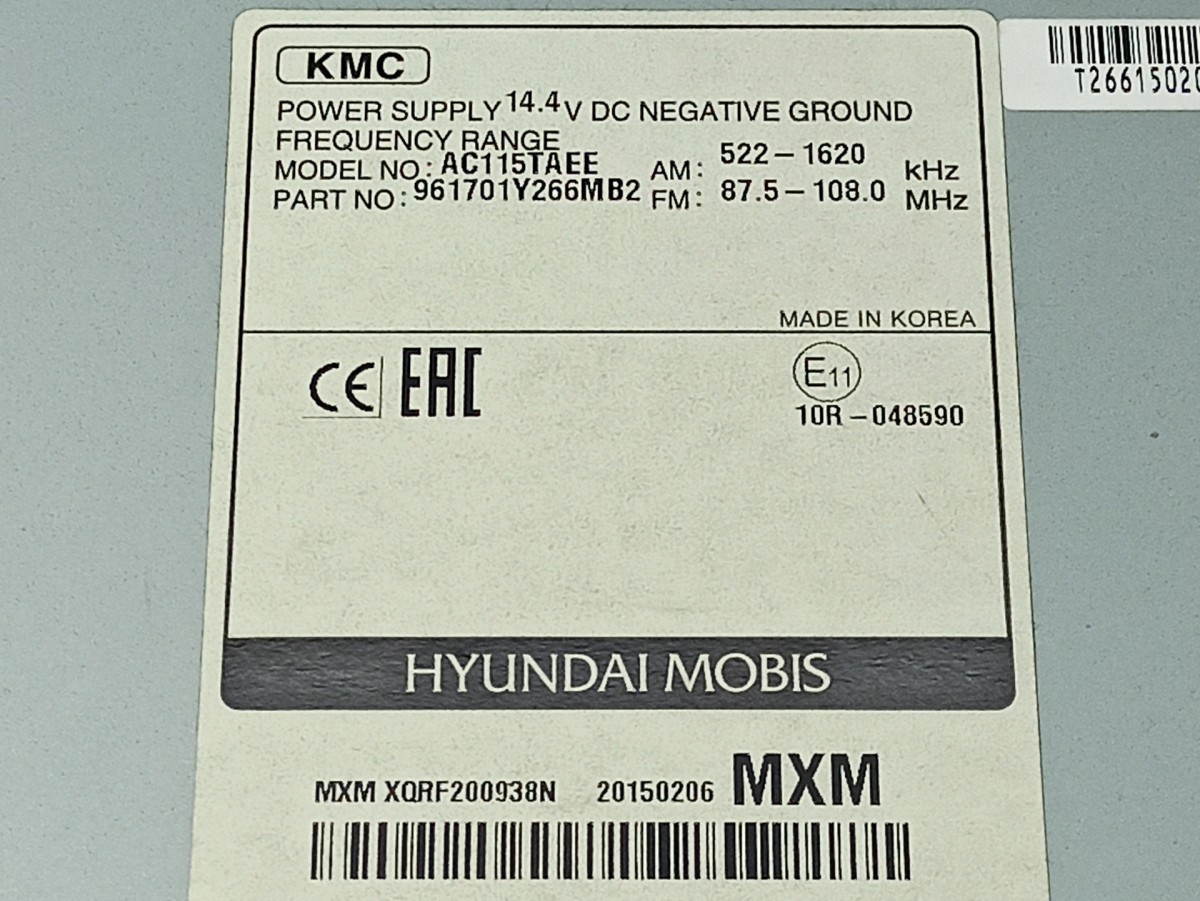 KMC
POWER SUPPLY 14.4 V DC NEGATIVE GROUND
FREQUENCY RANGE
MODEL NO: AC115TAEE AM: 522-1620 kHz
PART NO: 961701Y266MB2 FM: 87.5-108.0 MHz
MADE IN KOREA
CE EAC E11
10R-048590
HYUNDAI MOBIS
MXM XQRF200938N 20150206 MXM